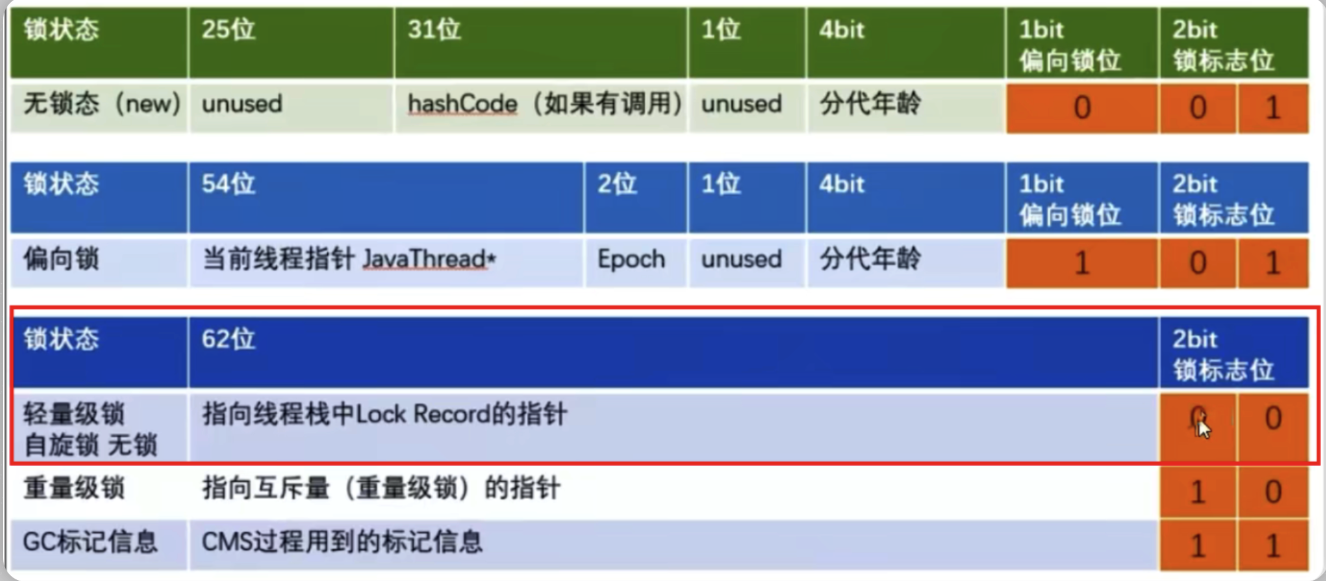 锁状态 25位 31位 1位 4bit 1bit 2bit
偏向锁位 锁标志位
无锁态（new） unused hashCode（如果有调用） unused 分代年龄 0 0 1
锁状态 54位 2位 1位 4bit 1bit 2bit
偏向锁位 锁标志位
偏向锁 当前线程指针 JavaThread* Epoch unused 分代年龄 1 0 1
锁状态 62位 2bit
锁标志位
轻量级锁 指向线程栈中Lock Record的指针 0 0
自旋锁 无锁
重量级锁 指向互斥量（重量级锁）的指针 1 0
GC标记信息 CMS过程用到的标记信息 1 1